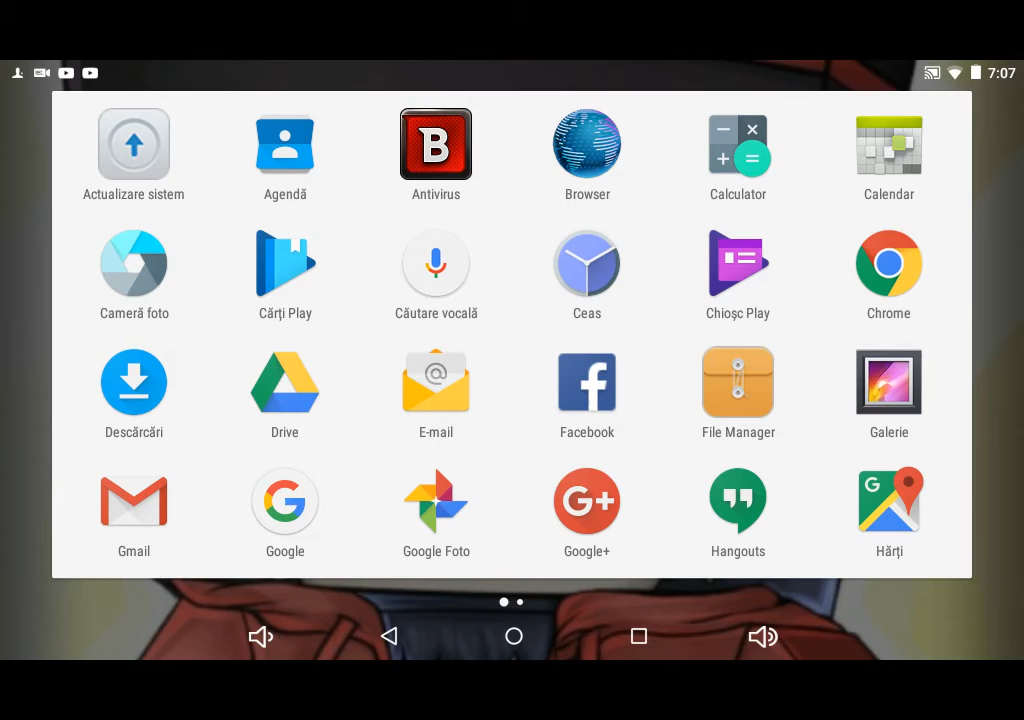 7:07
Actualizare sistem
Agendă
Antivirus
Browser
Calculator
Calendar
Cameră foto
Cărți Play
Căutare vocală
Ceas
Chioșc Play
Chrome
Descărcări
Drive
E-mail
Facebook
File Manager
Galerie
Gmail
Google
Google Foto
Google+
Hangouts
Hărți